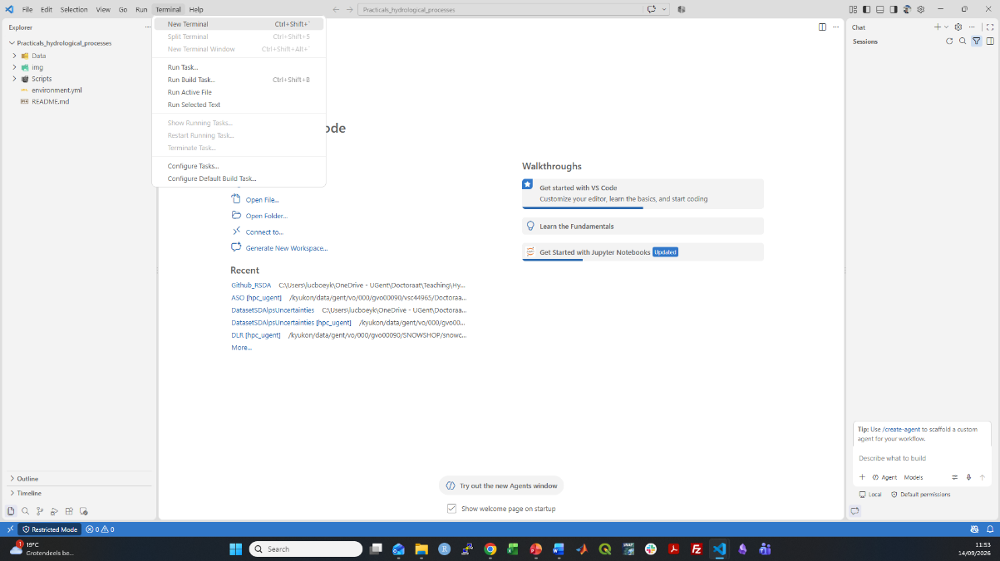 File Edit Selection View Go Run Terminal Help
Practicals_hydrological_processes
Explorer
Practicals_hydrological_processes
Data
img
Scripts
environment.yml
README.md
New Terminal Ctrl+Shift+`
Split Terminal Ctrl+Shift+5
New Terminal Window Ctrl+Shift+Alt+`
Run Task...
Run Build Task... Ctrl+Shift+B
Run Active File
Run Selected Text
Show Running Tasks...
Restart Running Task...
Terminate Task...
Configure Tasks...
Configure Default Build Task...
ode
Open File...
Open Folder...
Connect to...
Generate New Workspace...
Recent
Github_RSDA C:\Users\lucboeyk\OneDrive - UGent\Doctoraat\Teaching\Hy...
ASO [hpc_ugent] /kyukon/data/gent/vo/000/gvo00090/vsc44965/Doctoraa...
DatasetSDAlpsUncertainties C:\Users\lucboeyk\OneDrive - UGent\Doctoraa...
DatasetSDAlpsUncertainties [hpc_ugent] /kyukon/data/gent/vo/000/gvo00...
DLR [hpc_ugent] /kyukon/data/gent/vo/000/gvo00090/SNOWSHOP/snowc...
More...
Walkthroughs
Get started with VS Code
Customize your editor, learn the basics, and start coding
Learn the Fundamentals
Get Started with Jupyter Notebooks Updated
Try out the new Agents window
Show welcome page on startup
Chat
Sessions
Tip: Use /create-agent to scaffold a custom
agent for your workflow.
Describe what to build
Agent Models
Local Default permissions
Outline
Timeline
Restricted Mode 0 0
1
19°C
Grotendeels be...
Search
11:53
14/09/2026